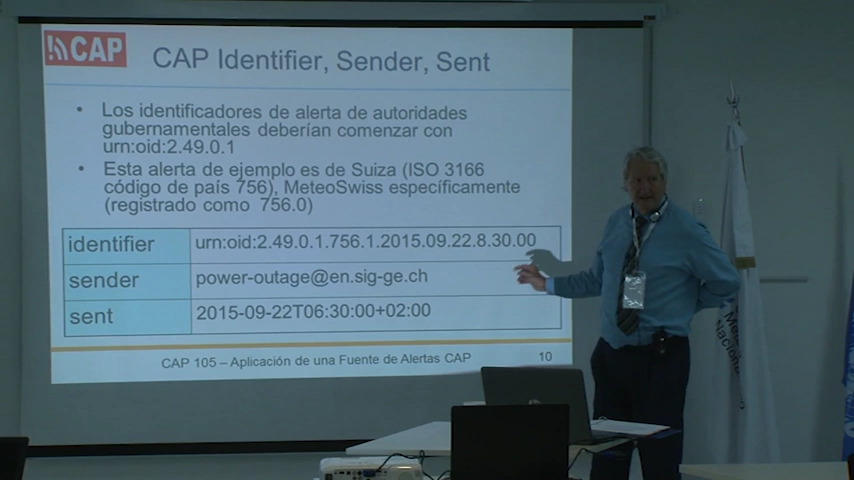 CAP
CAP Identifier, Sender, Sent
• Los identificadores de alerta de autoridades
gubernamentales deberían comenzar con
urn:oid:2.49.0.1
• Esta alerta de ejemplo es de Suiza (ISO 3166
código de país 756), MeteoSwiss específicamente
(registrado como 756.0)
identifier urn:oid:2.49.0.1.756.1.2015.09.22.8.30.00
sender power-outage@en.sig-ge.ch
sent 2015-09-22T06:30:00+02:00
CAP 105 – Aplicación de una Fuente de Alertas CAP 10